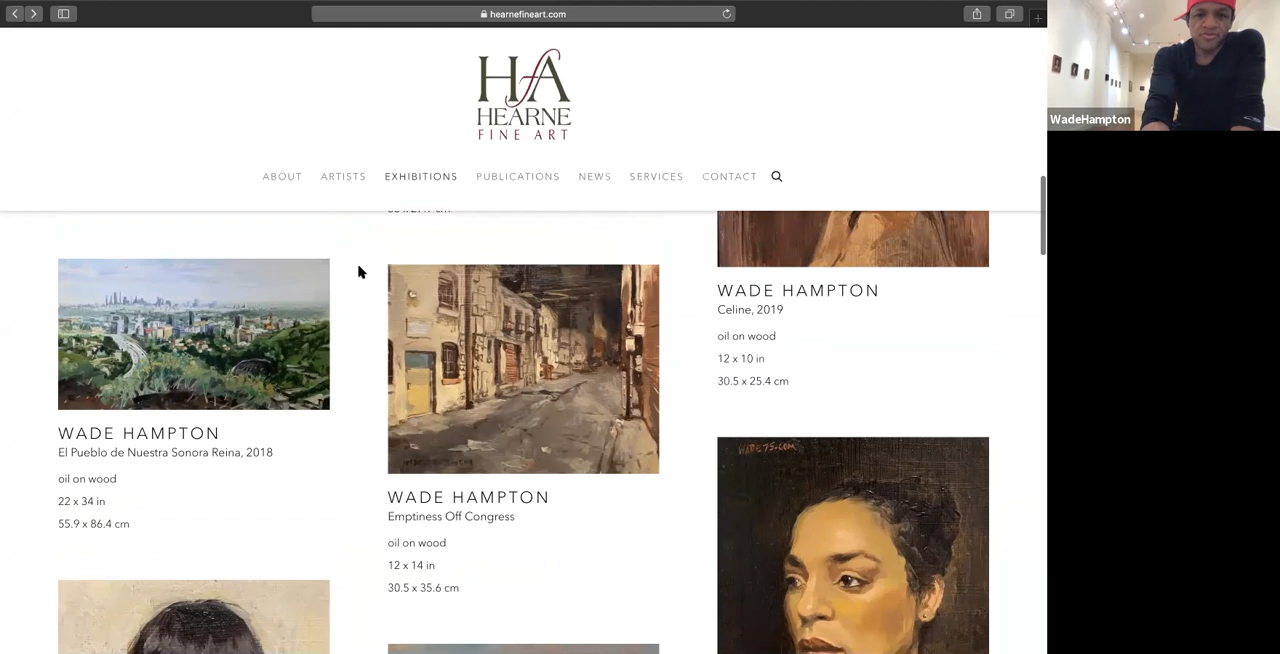 hearnefineart.com
HfA
HEARNE
FINE ART
WadeHampton
ABOUT ARTISTS EXHIBITIONS PUBLICATIONS NEWS SERVICES CONTACT
WADE HAMPTON
El Pueblo de Nuestra Sonora Reina, 2018
oil on wood
22 x 34 in
55.9 x 86.4 cm
WADE HAMPTON
Emptiness Off Congress
oil on wood
12 x 14 in
30.5 x 35.6 cm
WADE HAMPTON
Celine, 2019
oil on wood
12 x 10 in
30.5 x 25.4 cm
WADE75.COM